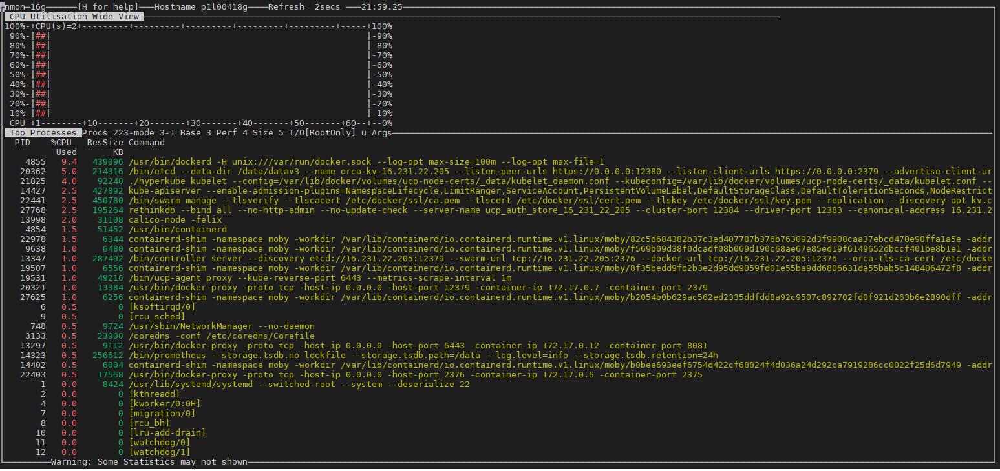 nmon—16g——————[H for help]———Hostname=p1l00418g————Refresh= 2secs ———21:59.25
CPU Utilisation Wide View
100%-+CPU(s)=2+---------+---------+---------+---------+---------+-----+100%
90%-|##| |-90%
80%-|##| |-80%
70%-|##| |-70%
60%-|##| |-60%
50%-|##| |-50%
40%-|##| |-40%
30%-|##| |-30%
20%-|##| |-20%
10%-|##| |-10%
CPU +1--------+10-------+20-------+30-------+40-------+50-------+60--+--0%
Top Processes Procs=223-mode=3-1=Base 3=Perf 4=Size 5=I/O[RootOnly] u=Args
PID %CPU ResSize Command
Used KB
4855 9.4 439096 /usr/bin/dockerd -H unix:///var/run/docker.sock --log-opt max-size=100m --log-opt max-file=1
20362 5.0 214316 /bin/etcd --data-dir /data/datav3 --name orca-kv-16.231.22.205 --listen-peer-urls https://0.0.0.0:12380 --listen-client-urls https://0.0.0.0:2379 --advertise-client-ur
21825 4.0 92240 ./hyperkube kubelet --config=/var/lib/docker/volumes/ucp-node-certs/_data/kubelet_daemon.conf --kubeconfig=/var/lib/docker/volumes/ucp-node-certs/_data/kubelet.conf --
14427 2.5 427892 kube-apiserver --enable-admission-plugins=NamespaceLifecycle,LimitRanger,ServiceAccount,PersistentVolumeLabel,DefaultStorageClass,DefaultTolerationSeconds,NodeRestrict
22441 2.5 450780 /bin/swarm manage --tlsverify --tlscacert /etc/docker/ssl/ca.pem --tlscert /etc/docker/ssl/cert.pem --tlskey /etc/docker/ssl/key.pem --replication --discovery-opt kv.c
27768 2.5 195264 rethinkdb --bind all --no-http-admin --no-update-check --server-name ucp_auth_store_16_231_22_205 --cluster-port 12384 --driver-port 12383 --canonical-address 16.231.2
13998 2.0 31108 calico-node -felix
4854 1.5 51452 /usr/bin/containerd
22978 1.5 6344 containerd-shim -namespace moby -workdir /var/lib/containerd/io.containerd.runtime.v1.linux/moby/82c5d684382b37c3ed407787b376b763092d3f9908caa37ebcd470e98ffa1a5e -addr
9638 1.0 6480 containerd-shim -namespace moby -workdir /var/lib/containerd/io.containerd.runtime.v1.linux/moby/f569b09d38f0dcadf08b069d190c68ae67e85ed19f6149652dbccf401be8b1e1 -addr
13347 1.0 287492 /bin/controller server --discovery etcd://16.231.22.205:12379 --swarm-url tcp://16.231.22.205:2376 --docker-url tcp://16.231.22.205:12376 --orca-tls-ca-cert /etc/docke
19507 1.0 6556 containerd-shim -namespace moby -workdir /var/lib/containerd/io.containerd.runtime.v1.linux/moby/8f35bedd9fb2b3e2d95dd9059fd01e55ba9dd6806631da55bab5c148406472f8 -addr
19531 1.0 49216 /bin/ucp-agent proxy --kube-reverse-port 6443 --metrics-scrape-interval 1m
20321 1.0 13384 /bin/docker-proxy -proto tcp -host-ip 0.0.0.0 -host-port 12379 -container-ip 172.17.0.7 -container-port 2379
27625 1.0 6256 containerd-shim -namespace moby -workdir /var/lib/containerd/io.containerd.runtime.v1.linux/moby/b2054b0b629ac562ed2335ddfdd8a92c9507c892702fd0f921d263b6e2890dff -addr
6 0.5 0 [ksoftirqd/0]
9 0.5 0 [rcu_sched]
748 0.5 9724 /usr/sbin/NetworkManager --no-daemon
3133 0.5 23900 /coredns -conf /etc/coredns/Corefile
13297 0.5 9112 /usr/bin/docker-proxy -proto tcp -host-ip 0.0.0.0 -host-port 6443 -container-ip 172.17.0.12 -container-port 8081
14323 0.5 256612 /bin/prometheus --storage.tsdb.no-lockfile --storage.tsdb.path=/data --log.level=info --storage.tsdb.retention=24h
14402 0.5 6004 containerd-shim -namespace moby -workdir /var/lib/containerd/io.containerd.runtime.v1.linux/moby/b0bee693eef6754d422cf68824f4d036a24d292ca7919286cc0022f25d6d7949 -addr
22403 0.5 17568 /usr/bin/docker-proxy -proto tcp -host-ip 0.0.0.0 -host-port 2376 -container-ip 172.17.0.6 -container-port 2375
1 0.0 8424 /usr/lib/systemd/systemd --switched-root --system --deserialize 22
2 0.0 0 [kthreadd]
4 0.0 0 [kworker/0:0H]
7 0.0 0 [migration/0]
8 0.0 0 [rcu_bh]
10 0.0 0 [lru-add-drain]
11 0.0 0 [watchdog/0]
12 0.0 0 [watchdog/1]
Warning: Some Statistics may not shown